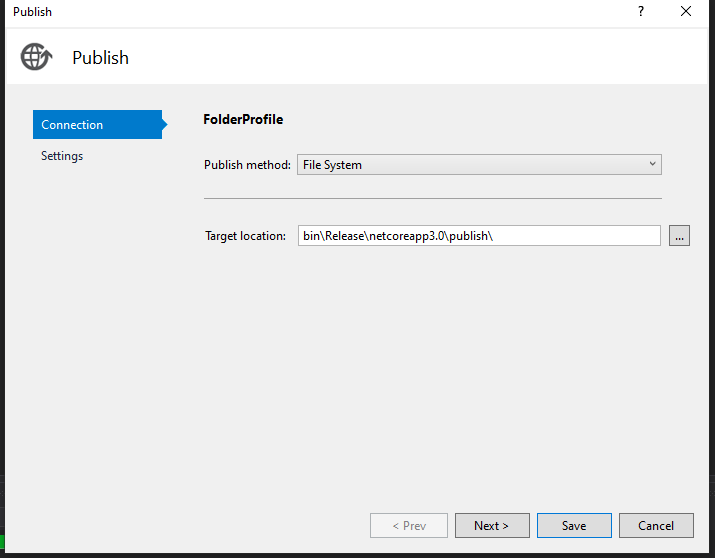 Publish
?
Publish
Connection
Settings
FolderProfile
Publish method: File System
Target location: bin\Release\netcoreapp3.0\publish\
...
< Prev Next > Save Cancel